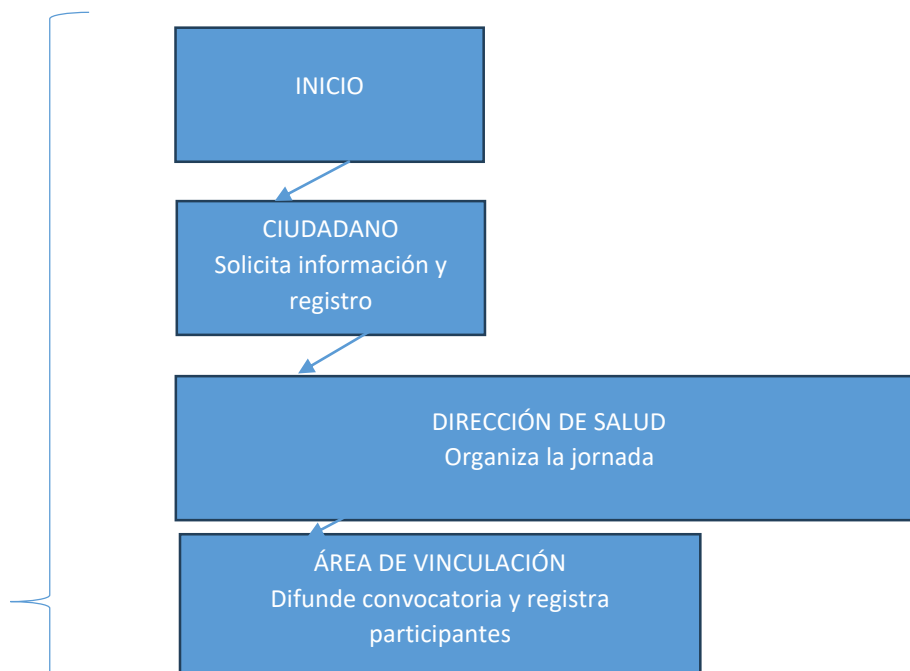 INICIO
CIUDADANO
Solicita información y
registro
DIRECCIÓN DE SALUD
Organiza la jornada
ÁREA DE VINCULACIÓN
Difunde convocatoria y registra
participantes